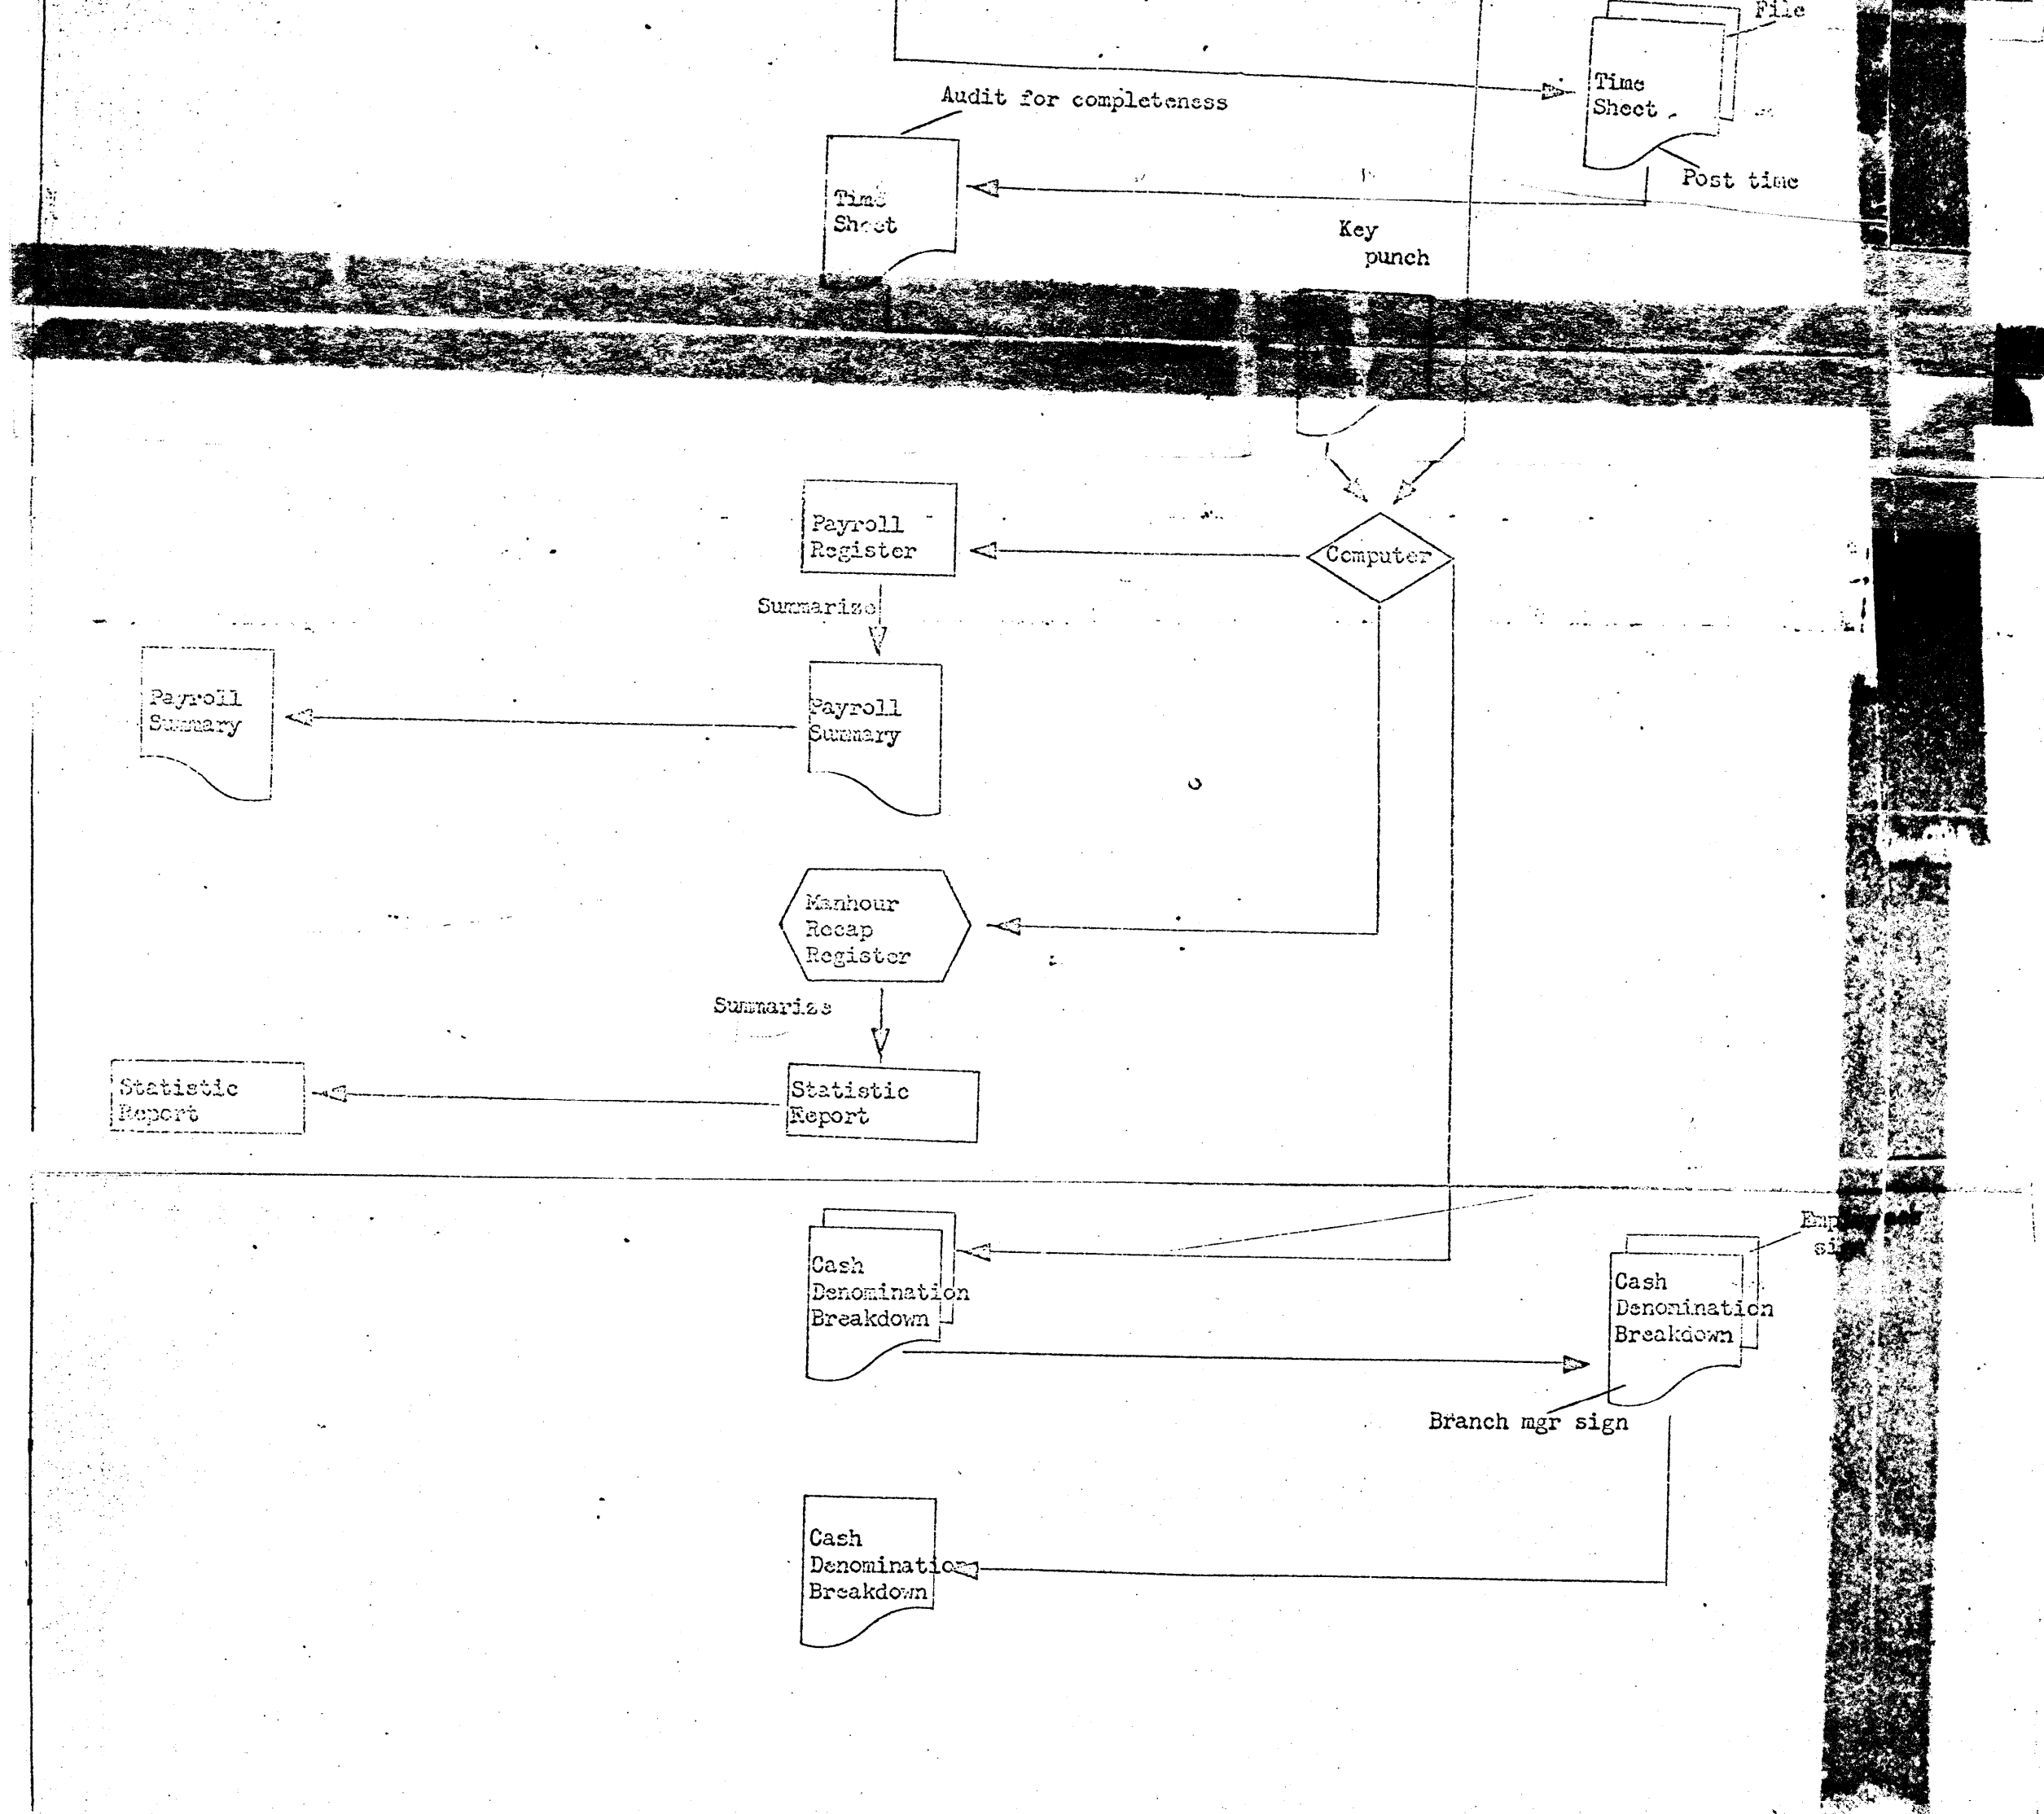 File
Time
Sheet
Audit for completeness
Post time
Time
Sheet
Key
punch
Payroll
Register
Computer
Summarize
Payroll
Summary
Payroll
Summary
Manhour
Recap
Register
Summarize
Statistic
Report
Statistic
Report
Cash
Denomination
Breakdown
Cash
Denomination
Breakdown
Branch mgr sign
Cash
Denomination
Breakdown